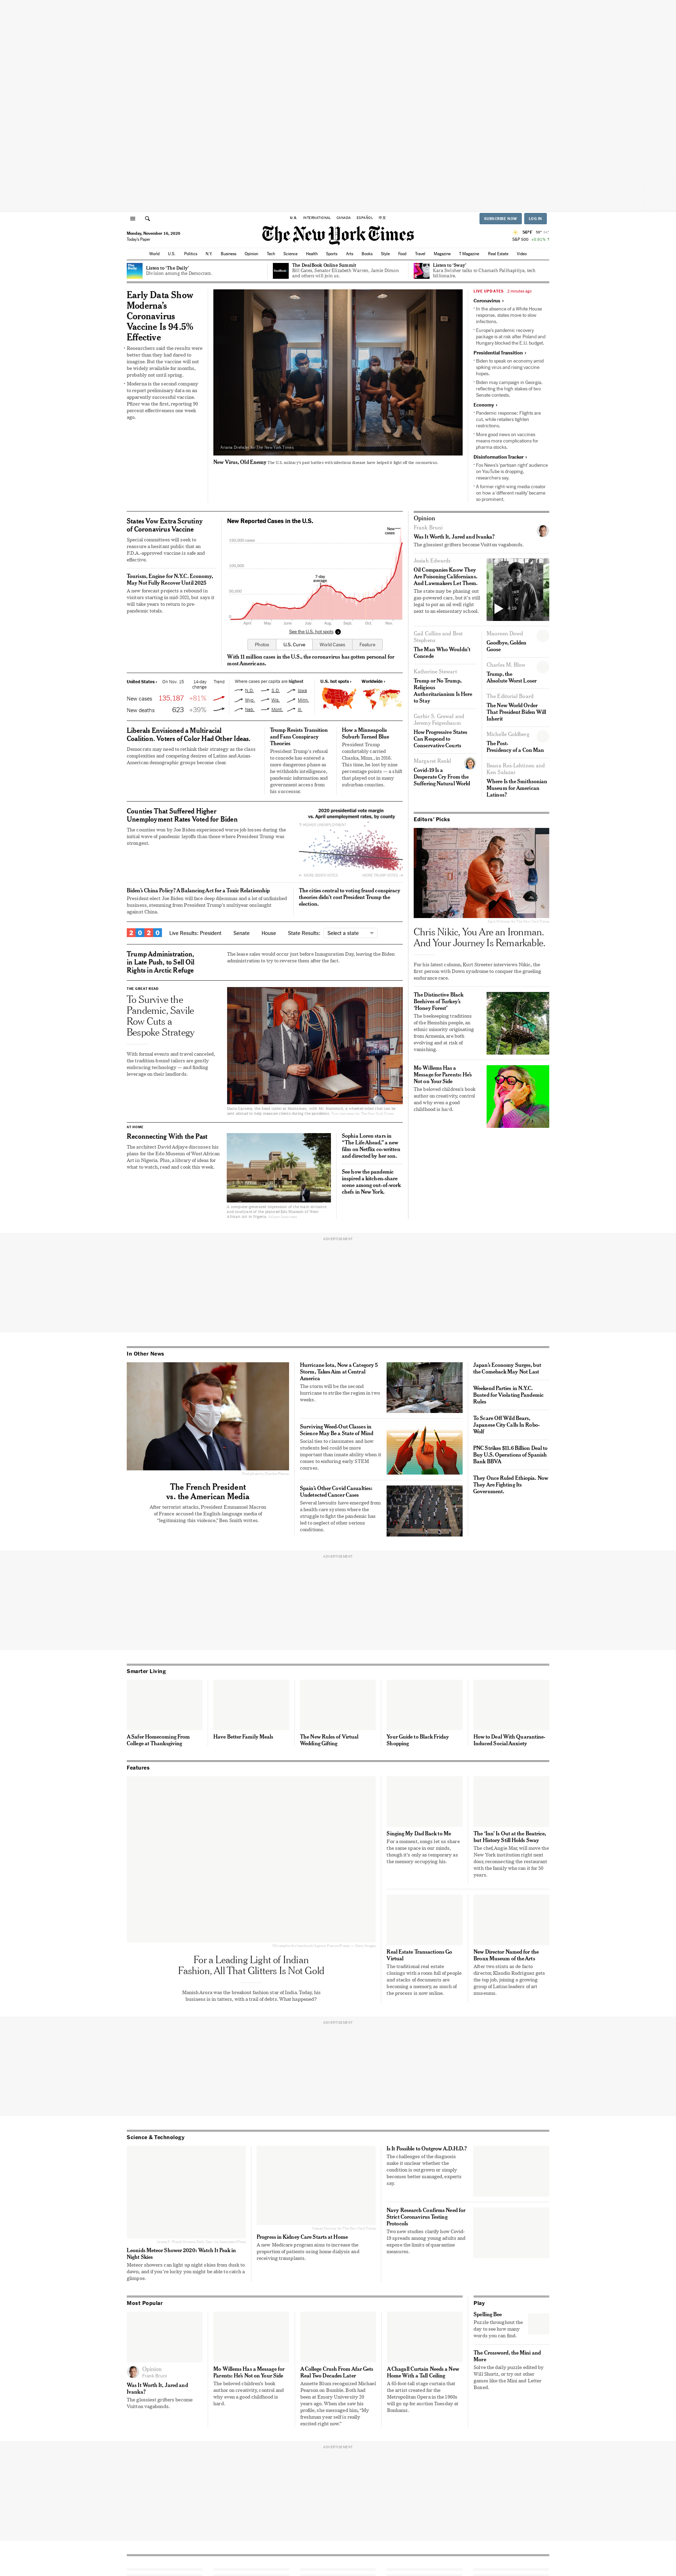 U.S. INTERNATIONAL CANADA ESPAÑOL 中文
SUBSCRIBE NOW LOG IN
Monday, November 16, 2020
Today's Paper
The New York Times
S&P 500
World U.S. Politics N.Y. Business Opinion Tech Science Health Sports Arts Books Style Food Travel Magazine T Magazine Real Estate Video
Listen to 'The Daily'
Division among the Democrats.
The DealBook Online Summit
Bill Gates, Senator Elizabeth Warren, Jamie Dimon
and others will join us.
Listen to 'Sway'
Kara Swisher talks to Chamath Palihapitiya, tech
billionaire.
Early Data Show
Moderna's
Coronavirus
Vaccine Is 94.5%
Effective
Researchers said the results were
better than they had dared to
imagine. But the vaccine will not
be widely available for months,
probably not until spring.
Moderna is the second company
to report preliminary data on an
apparently successful vaccine.
Pfizer was the first, reporting 90
percent effectiveness one week
ago.
New Virus, Old Enemy The U.S. military's past battles with infectious disease have helped it fight off the coronavirus.
LIVE UPDATES 2 minutes ago
Coronavirus ›
In the absence of a White House
response, states move to slow
infections.
Europe's pandemic recovery
package is at risk after Poland and
Hungary blocked the E.U. budget.
Presidential Transition ›
Biden to speak on economy amid
spiking virus and rising vaccine
hopes.
Biden may campaign in Georgia,
reflecting the high stakes of two
Senate contests.
Economy ›
Pandemic response: Flights are
cut, while retailers tighten
restrictions.
More good news on vaccines
means more complications for
pharma stocks.
Disinformation Tracker ›
Fox News's 'partisan right' audience
on YouTube is dropping,
researchers say.
A former right-wing media creator
on how a 'different reality' became
so prominent.
States Vow Extra Scrutiny
of Coronavirus Vaccine
Special committees will seek to
reassure a hesitant public that an
F.D.A.-approved vaccine is safe and
effective.
Tourism, Engine for N.Y.C. Economy,
May Not Fully Recover Until 2025
A new forecast projects a rebound in
visitors starting in mid-2021, but says it
will take years to return to pre-
pandemic totals.
New Reported Cases in the U.S.
New
cases
150,000 cases
100,000
50,000
7-day
average
0
April May June July Aug. Sept. Oct. Nov.
See the U.S. hot spots
Photos U.S. Curve World Cases Feature
With 11 million cases in the U.S., the coronavirus has gotten personal for
most Americans.
United States › On Nov. 15 14-day change Trend
New cases 135,187 +81%
New deaths 623 +39%
Where cases per capita are highest
N.D. S.D. Iowa
Wyo. Wis. Minn.
Neb. Mont. Ill.
U.S. hot spots › Worldwide ›
Liberals Envisioned a Multiracial
Coalition. Voters of Color Had Other Ideas.
Democrats may need to rethink their strategy as the class
complexities and competing desires of Latino and Asian-
American demographic groups become clear.
Trump Resists Transition
and Fans Conspiracy
Theories
President Trump's refusal
to concede has entered a
more dangerous phase as
he withholds intelligence,
pandemic information and
government access from
his successor.
How a Minneapolis
Suburb Turned Blue
President Trump
comfortably carried
Chaska, Minn., in 2016.
This time, he lost by nine
percentage points — a shift
that played out in many
suburban counties.
Counties That Suffered Higher
Unemployment Rates Voted for Biden
The counties won by Joe Biden experienced worse job losses during the
initial wave of pandemic layoffs than those where President Trump was
strongest.
2020 presidential vote margin
vs. April unemployment rates, by county
Biden's China Policy? A Balancing Act for a Toxic Relationship
President-elect Joe Biden will face deep dilemmas and a lot of unfinished
business, stemming from President Trump's multiyear onslaught
against China.
The cities central to voting fraud conspiracy
theories didn't cost President Trump the
election.
2020 Live Results: President Senate House State Results: Select a state
Trump Administration,
in Late Push, to Sell Oil
Rights in Arctic Refuge
The lease sales would occur just before Inauguration Day, leaving the Biden
administration to try to reverse them after the fact.
THE GREAT READ
To Survive the
Pandemic, Savile
Row Cuts a
Bespoke Strategy
With formal events and travel canceled,
the tradition-bound tailors are gently
embracing technology — and finding
leverage on their landlords.
AT HOME
Reconnecting With the Past
The architect David Adjaye discusses his
plans for the Edo Museum of West African
Art in Nigeria. Plus, a library of ideas for
what to watch, read and cook this week.
Sophia Loren stars in
"The Life Ahead," a new
film on Netflix co-written
and directed by her son.
See how the pandemic
inspired a kitchen-share
scene among out-of-work
chefs in New York.
Opinion
Frank Bruni
Was It Worth It, Jared and Ivanka?
The glossiest grifters become Vuitton vagabonds.
Josiah Edwards
Oil Companies Know They
Are Poisoning Californians.
And Lawmakers Let Them.
The state may be phasing out
gas-powered cars, but it's still
legal to put an oil well right
next to an elementary school.
Gail Collins and Bret
Stephens
The Man Who Wouldn't
Concede
Maureen Dowd
Goodbye, Golden
Goose
Katherine Stewart
Trump or No Trump,
Religious
Authoritarianism Is Here
to Stay
Charles M. Blow
Trump, the
Absolute Worst Loser
The Editorial Board
The New World Order
That President Biden Will
Inherit
How Progressive States
Can Respond to
Conservative Courts
Michelle Goldberg
The Post-
Presidency of a Con Man
Margaret Renkl
Covid-19 Is a
Desperate Cry From the
Suffering Natural World
Where Is the Smithsonian
Museum for American
Latinos?
Editors' Picks
Chris Nikic, You Are an Ironman.
And Your Journey Is Remarkable.
For his latest column, Kurt Streeter interviews Nikic, the
first person with Down syndrome to conquer the grueling
endurance race.
The Distinctive Black
Beehives of Turkey's
'Honey Forest'
The beekeeping traditions
of the Hemshin people, an
ethnic minority originating
from Armenia, are both
evolving and at risk of
vanishing.
Mo Willems Has a
Message for Parents: He's
Not on Your Side
The beloved children's book
author on creativity, control
and why even a good
childhood is hard.
ADVERTISEMENT
In Other News
The French President
vs. the American Media
After terrorist attacks, President Emmanuel Macron
of France accused the English-language media of
"legitimizing this violence," Ben Smith writes.
Hurricane Iota, Now a Category 5
Storm, Takes Aim at Central
America
The storm will be the second
hurricane to strike the region in two
weeks.
Surviving Weed-Out Classes in
Science May Be a State of Mind
Social ties to classmates and how
students feel could be more
important than innate ability when it
comes to enduring early STEM
courses.
Spain's Other Covid Casualties:
Undetected Cancer Cases
Several lawsuits have emerged from
a health care system where the
struggle to fight the pandemic has
led to neglect of other serious
conditions.
Japan's Economy Surges, but
the Comeback May Not Last
Weekend Parties in N.Y.C.
Busted for Violating Pandemic
Rules
To Scare Off Wild Bears,
Japanese City Calls In Robo-
Wolf
PNC Strikes $11.6 Billion Deal to
Buy U.S. Operations of Spanish
Bank BBVA
They Once Ruled Ethiopia. Now
They Are Fighting Its
Government.
ADVERTISEMENT
Smarter Living
A Safer Homecoming From
College at Thanksgiving
Have Better Family Meals
The New Rules of Virtual
Wedding Gifting
Your Guide to Black Friday
Shopping
How to Deal With Quarantine-
Induced Social Anxiety
Features
For a Leading Light of Indian
Fashion, All That Glitters Is Not Gold
Manish Arora was the breakout fashion star of India. Today, his
business is in tatters, with a trail of debts. What happened?
Singing My Dad Back to Me
For a moment, songs let us share
the same space in our minds,
though it's only as temporary as
the memory occupying his.
The 'Inn' Is Out at the Beatrice,
but History Still Holds Sway
The chef, Angie Mar, will move the
New York institution right next
door, reconnecting the restaurant
with the family who ran it for 50
years.
Real Estate Transactions Go
Virtual
The traditional real estate
closings with a room full of people
and stacks of documents are
becoming a memory, as much of
the process is now online.
New Director Named for the
Bronx Museum of the Arts
After two stints as de facto
director, Klaudio Rodriguez gets
the top job, joining a growing
group of Latino leaders of art
museums.
ADVERTISEMENT
Science & Technology
Leonids Meteor Shower 2020: Watch It Peak in
Night Skies
Meteor showers can light up night skies from dusk to
dawn, and if you're lucky you might be able to catch a
glimpse.
Progress in Kidney Care Starts at Home
A new Medicare program aims to increase the
proportion of patients using home dialysis and
receiving transplants.
Is It Possible to Outgrow A.D.H.D.?
The challenges of the diagnosis
make it unclear whether the
condition is outgrown or simply
becomes better managed, experts
say.
Navy Research Confirms Need for
Strict Coronavirus Testing
Protocols
Two new studies clarify how Covid-
19 spreads among young adults and
expose the limits of quarantine
measures.
Most Popular
Opinion
Frank Bruni
Was It Worth It, Jared and
Ivanka?
The glossiest grifters become
Vuitton vagabonds.
Mo Willems Has a Message for
Parents: He's Not on Your Side
The beloved children's book
author on creativity, control and
why even a good childhood is
hard.
A College Crush From Afar Gets
Real Two Decades Later
Annette Blum recognized Michael
Pearson on Bumble. Both had
been at Emory University 20
years ago. When she saw his
profile, she messaged him, "My
freshman year self is really
excited right now."
A Chagall Curtain Needs a New
Home With a Tall Ceiling
A 65-foot-tall stage curtain that
the artist created for the
Metropolitan Opera in the 1960s
will go up for auction Tuesday at
Bonhams.
Play
Spelling Bee
Puzzle throughout the
day to see how many
words you can find.
The Crossword, the Mini and
More
Solve the daily puzzle edited by
Will Shortz, or try our other
games like the Mini and Letter
Boxed.
ADVERTISEMENT